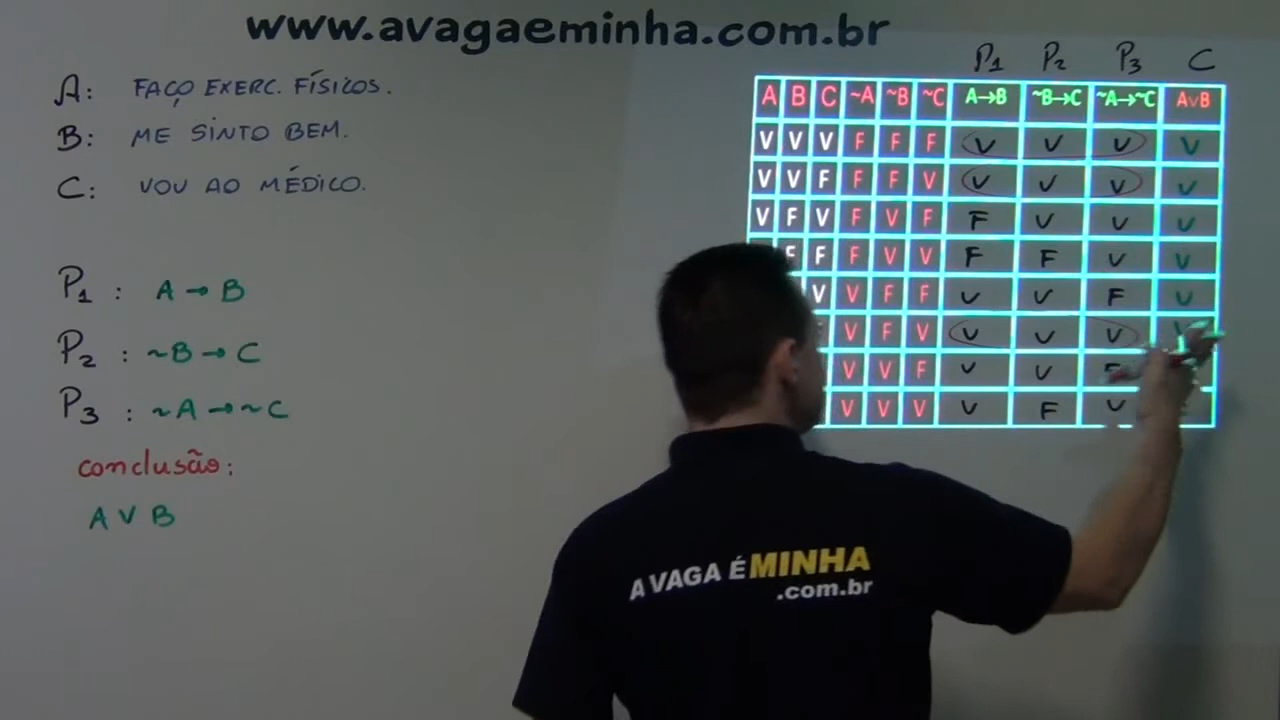 www.avagaeminha.com.br
A: FAÇO EXERC. FÍSICOS.
B: ME SINTO BEM.
C: VOU AO MÉDICO.
P1 : A → B
P2 : ~B → C
P3 : ~A → ~C
conclusão:
A V B
P1 P2 P3 C
A B C ~A ~B ~C A→B ~B→C ~A→~C A∨B
V V V F F F V V V V
V V F F F V V V V V
V F V F V F F V V V
F F F V V F F V V
V V F F V V F V
V F V V V V
V V F V V
V V V V F V
A VAGA É MINHA
.com.br